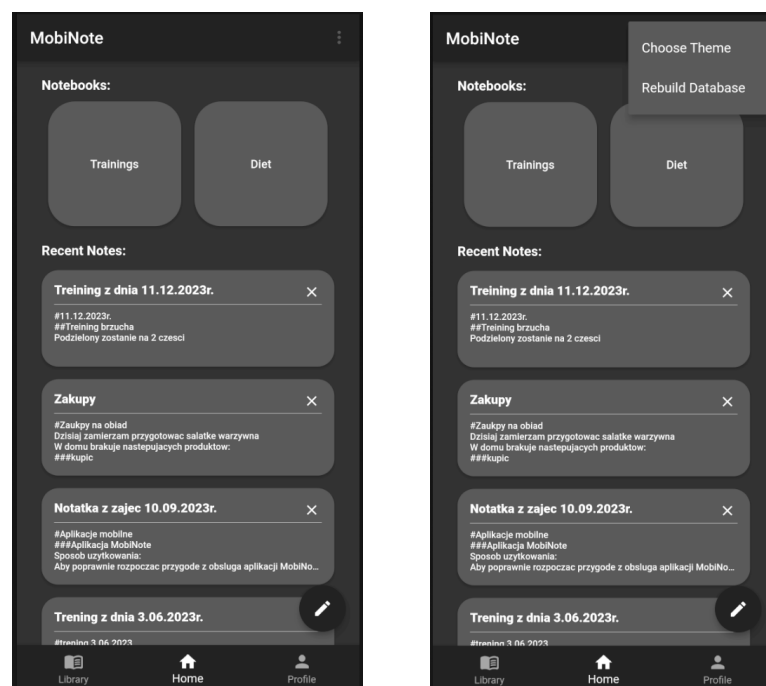 MobiNote
Notebooks:
Trainings
Diet
Recent Notes:
Treining z dnia 11.12.2023r.
#11.12.2023r.
##Treining brzucha
Podzielony zostanie na 2 czesci
Zakupy
#Zaukpy na obiad
Dzisiaj zamierzam przygotowac salatke warzywna
W domu brakuje nastepujacych produktow:
###kupic
Notatka z zajec 10.09.2023r.
#Aplikacje mobilne
###Aplikacja MobiNote
Sposob uzytkowania:
Aby poprawnie rozpoczac przygode z obsluga aplikacji MobiNo...
Trening z dnia 3.06.2023r.
#trening 3.06.2023
Library
Home
Profile
MobiNote
Choose Theme
Rebuild Database
Notebooks:
Trainings
Diet
Recent Notes:
Treining z dnia 11.12.2023r.
#11.12.2023r.
##Treining brzucha
Podzielony zostanie na 2 czesci
Zakupy
#Zaukpy na obiad
Dzisiaj zamierzam przygotowac salatke warzywna
W domu brakuje nastepujacych produktow:
###kupic
Notatka z zajec 10.09.2023r.
#Aplikacje mobilne
###Aplikacja MobiNote
Sposob uzytkowania:
Aby poprawnie rozpoczac przygode z obsluga aplikacji MobiNo...
Trening z dnia 3.06.2023r.
#trening 3.06.2023
Library
Home
Profile